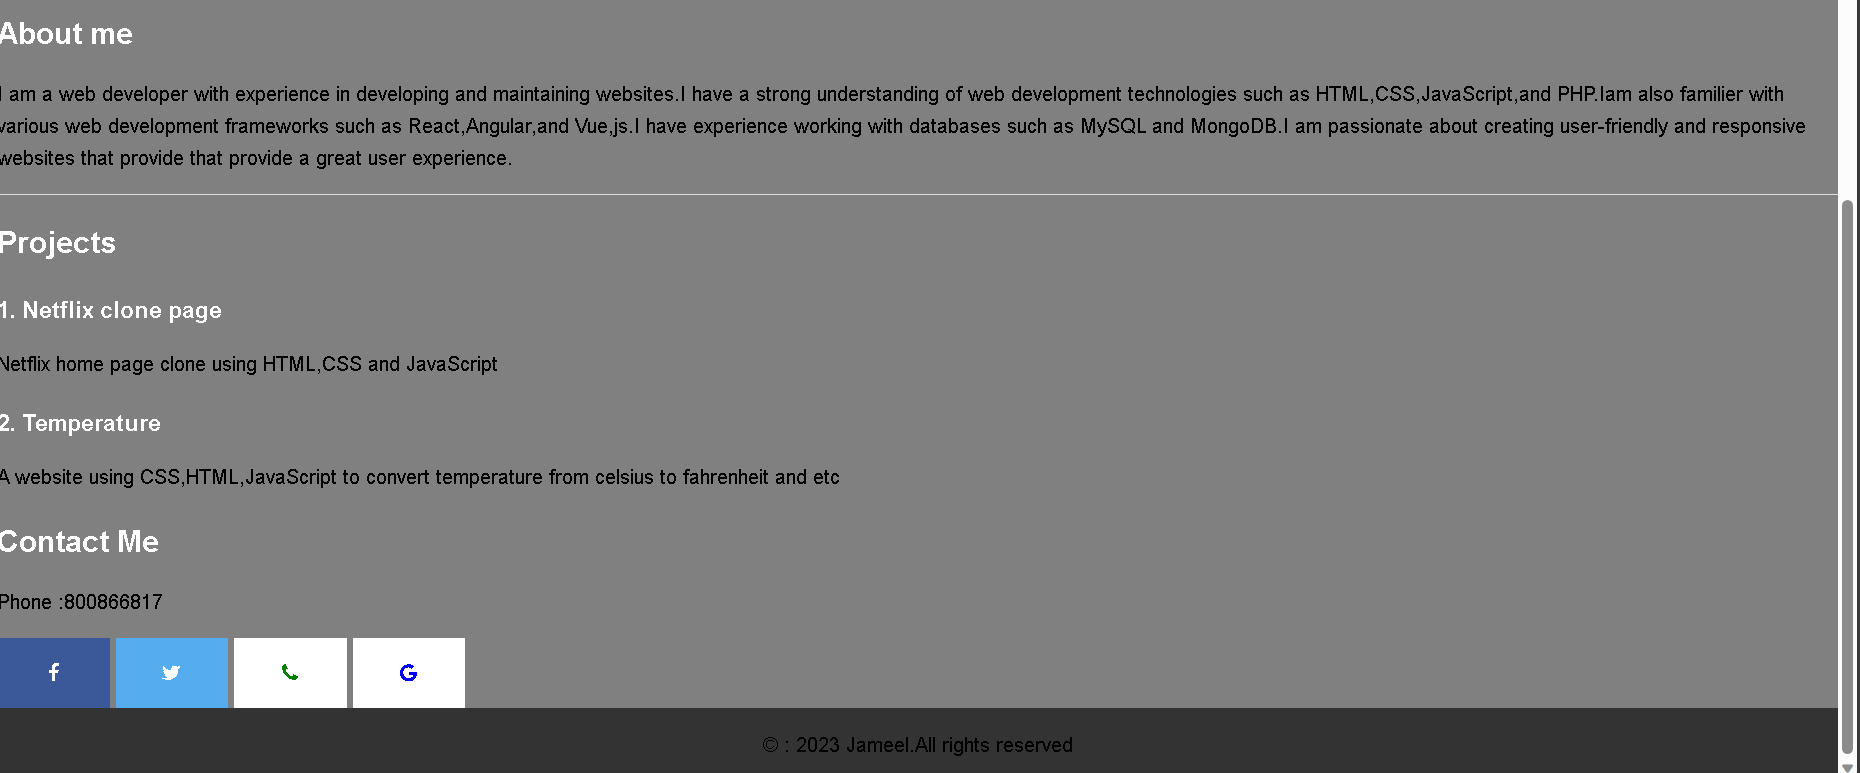 About me
I am a web developer with experience in developing and maintaining websites.I have a strong understanding of web development technologies such as HTML,CSS,JavaScript,and PHP.Iam also familier with
various web development frameworks such as React,Angular,and Vue,js.I have experience working with databases such as MySQL and MongoDB.I am passionate about creating user-friendly and responsive
websites that provide that provide a great user experience.
Projects
1. Netflix clone page
Netflix home page clone using HTML,CSS and JavaScript
2. Temperature
A website using CSS,HTML,JavaScript to convert temperature from celsius to fahrenheit and etc
Contact Me
Phone :800866817
© : 2023 Jameel.All rights reserved